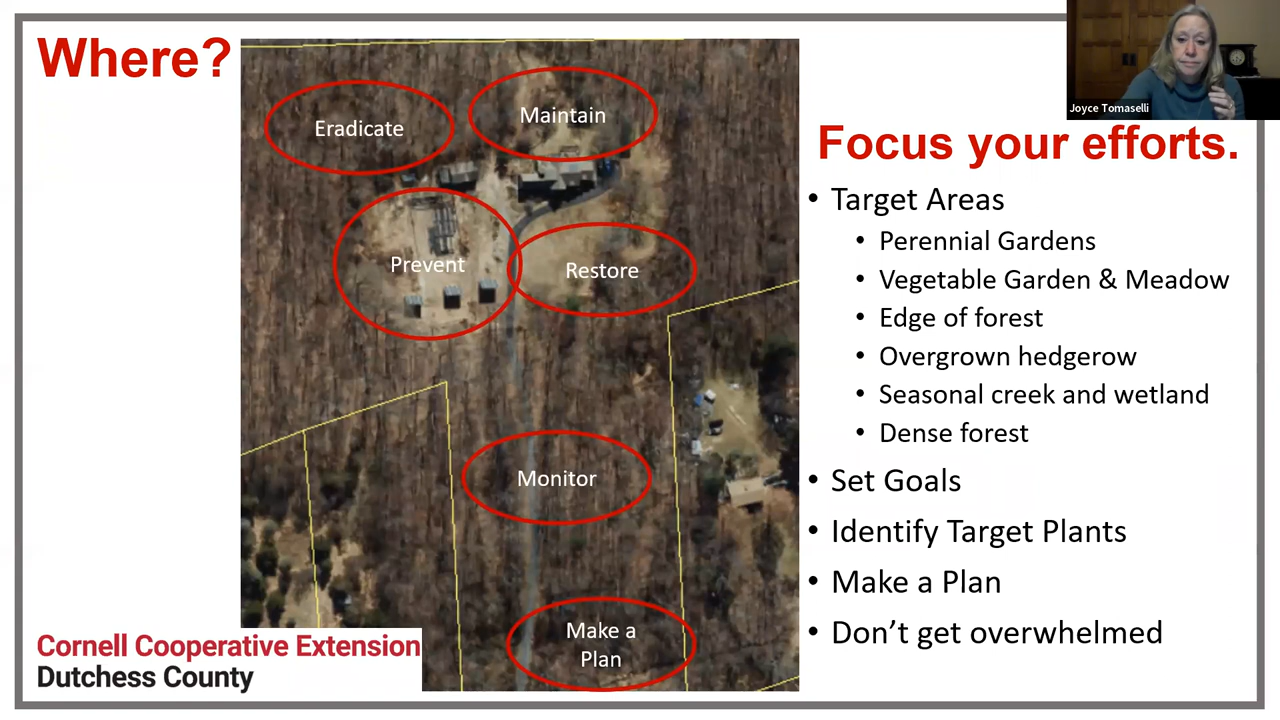 Where?
Eradicate
Maintain
Prevent
Restore
Monitor
Make a
Plan
Cornell Cooperative Extension
Dutchess County
Joyce Tomaselli
Focus your efforts.
• Target Areas
• Perennial Gardens
• Vegetable Garden & Meadow
• Edge of forest
• Overgrown hedgerow
• Seasonal creek and wetland
• Dense forest
• Set Goals
• Identify Target Plants
• Make a Plan
• Don’t get overwhelmed